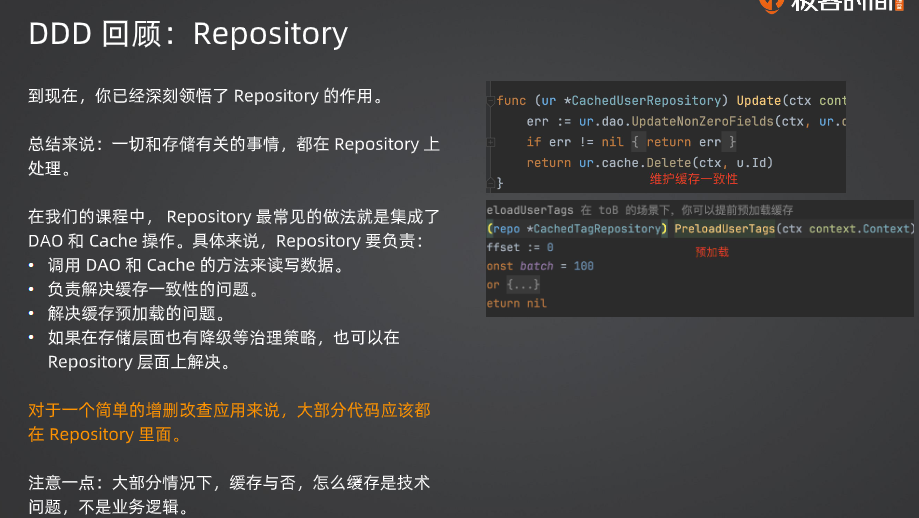 极客时间
DDD 回顾：Repository
到现在，你已经深刻领悟了 Repository 的作用。
总结来说：一切和存储有关的事情，都在 Repository 上
处理。
在我们的课程中， Repository 最常见的做法就是集成了
DAO 和 Cache 操作。具体来说，Repository 要负责：
• 调用 DAO 和 Cache 的方法来读写数据。
• 负责解决缓存一致性的问题。
• 解决缓存预加载的问题。
• 如果在存储层面也有降级等治理策略，也可以在
Repository 层面上解决。
对于一个简单的增删改查应用来说，大部分代码应该都
在 Repository 里面。
注意一点：大部分情况下，缓存与否，怎么缓存是技术
问题，不是业务逻辑。
func (ur *CachedUserRepository) Update(ctx cont
err := ur.dao.UpdateNonZeroFields(ctx, ur.d
if err != nil { return err }
return ur.cache.Delete(ctx, u.Id)
}
维护缓存一致性
eloadUserTags 在 toB 的场景下，你可以提前预加载缓存
(repo *CachedTagRepository) PreloadUserTags(ctx context.Context)
ffset := 0
预加载
onst batch = 100
or {...}
eturn nil